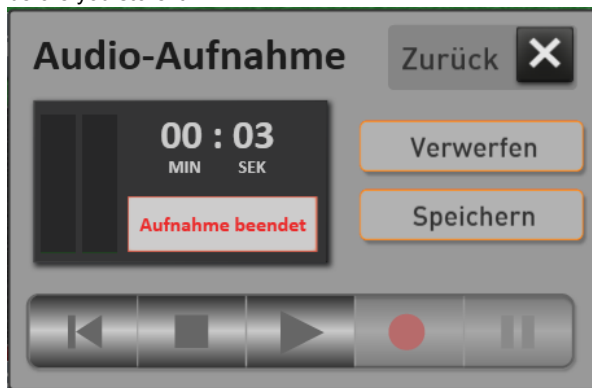 Audio-Aufnahme
Zurück
00 : 03
MIN SEK
Aufnahme beendet
Verwerfen
Speichern